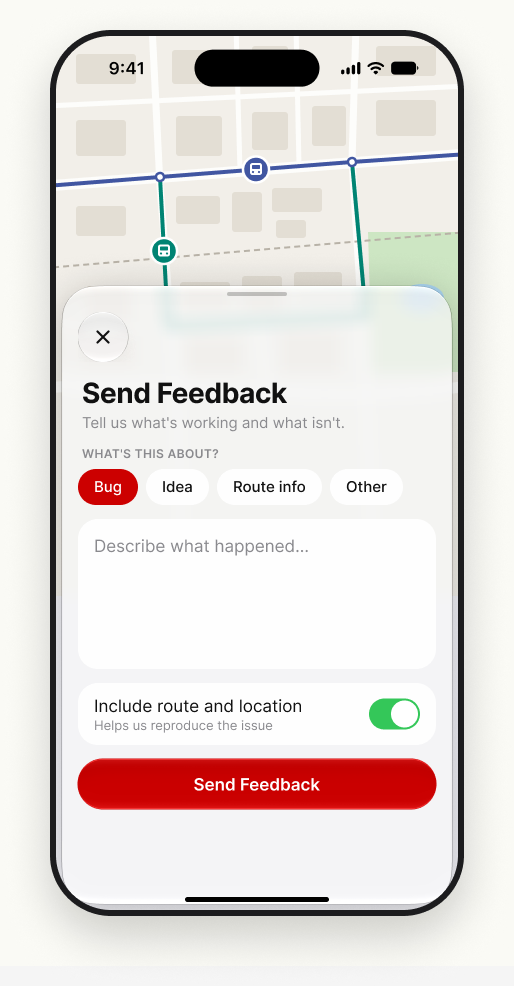 9:41
Send Feedback
Tell us what's working and what isn't.
WHAT'S THIS ABOUT?
Bug Idea Route info Other
Describe what happened...
Include route and location
Helps us reproduce the issue
Send Feedback